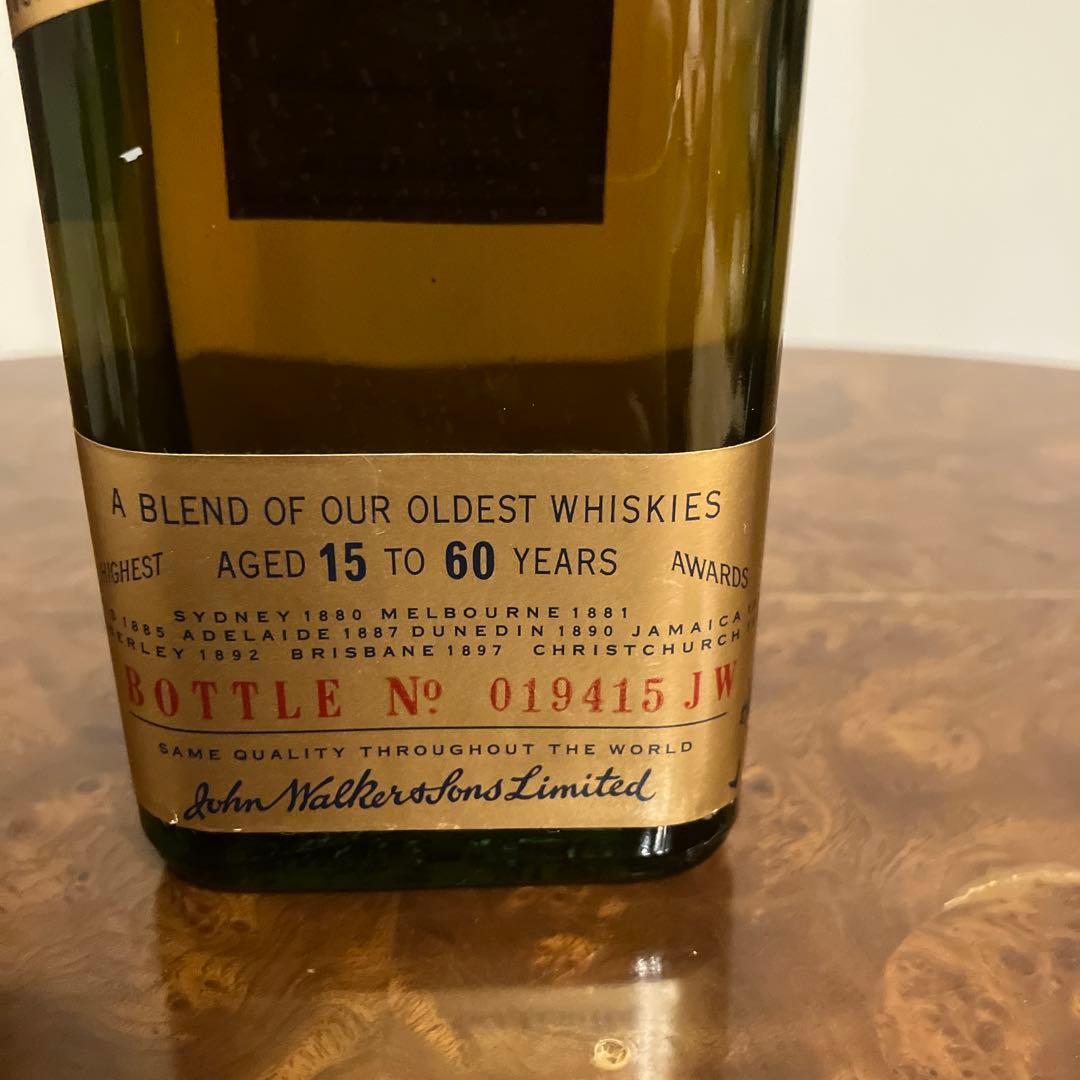 A BLEND OF OUR OLDEST WHISKIES
HIGHEST AGED 15 TO 60 YEARS AWARDS
SYDNEY 1880 MELBOURNE 1881
1885 ADELAIDE 1887 DUNEDIN 1890 JAMAICA
1892 BRISBANE 1897 CHRISTCHURCH
BOTTLE Nº 019415 JW
SAME QUALITY THROUGHOUT THE WORLD
John Walker & Sons Limited